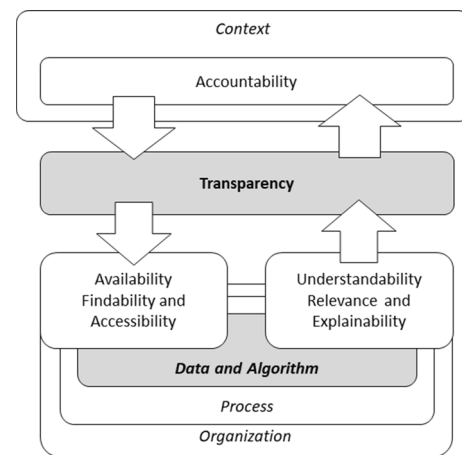 Context
Accountability
Transparency
Availability
Findability and
Accessibility
Understandability
Relevance and
Explainability
Data and Algorithm
Process
Organization